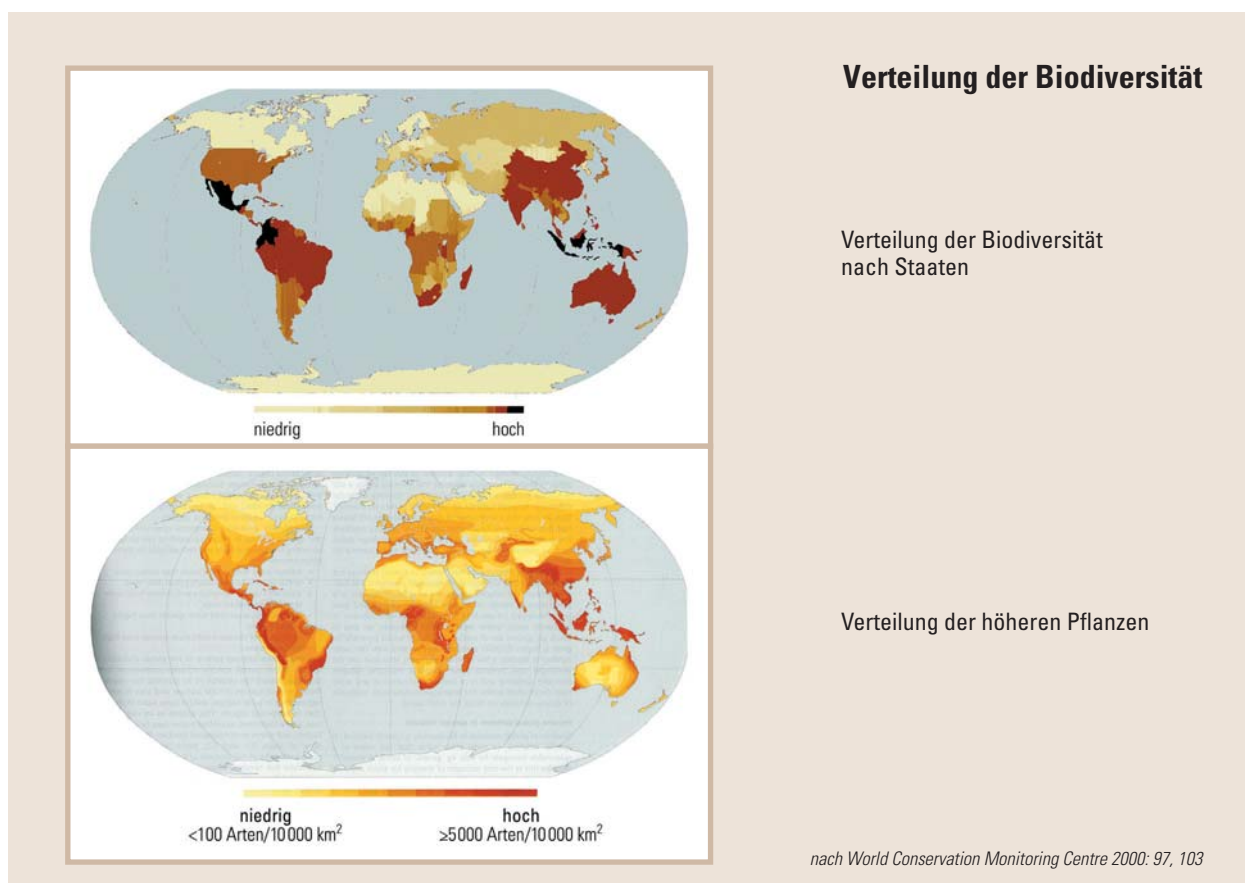 Verteilung der Biodiversität
Verteilung der Biodiversität
nach Staaten
niedrig hoch
Verteilung der höheren Pflanzen
niedrig hoch
<100 Arten/10 000 km² ≥5000 Arten/10 000 km²
nach World Conservation Monitoring Centre 2000: 97, 103